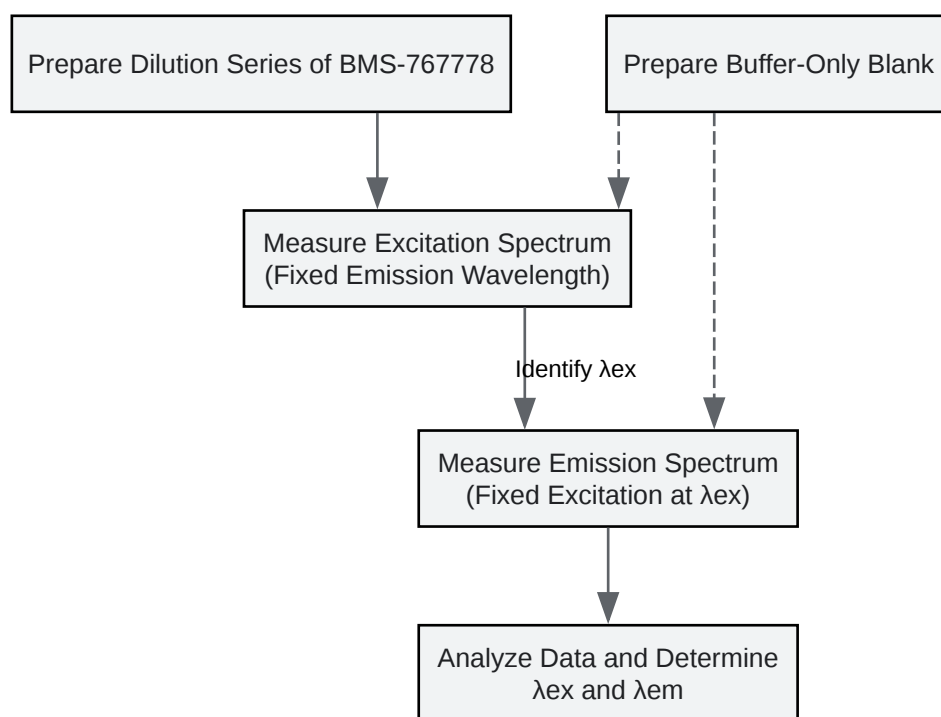 Prepare Dilution Series of BMS-767778
Prepare Buffer-Only Blank
Measure Excitation Spectrum
(Fixed Emission Wavelength)
Identify λex
Measure Emission Spectrum
(Fixed Excitation at λex)
Analyze Data and Determine
λex and λem